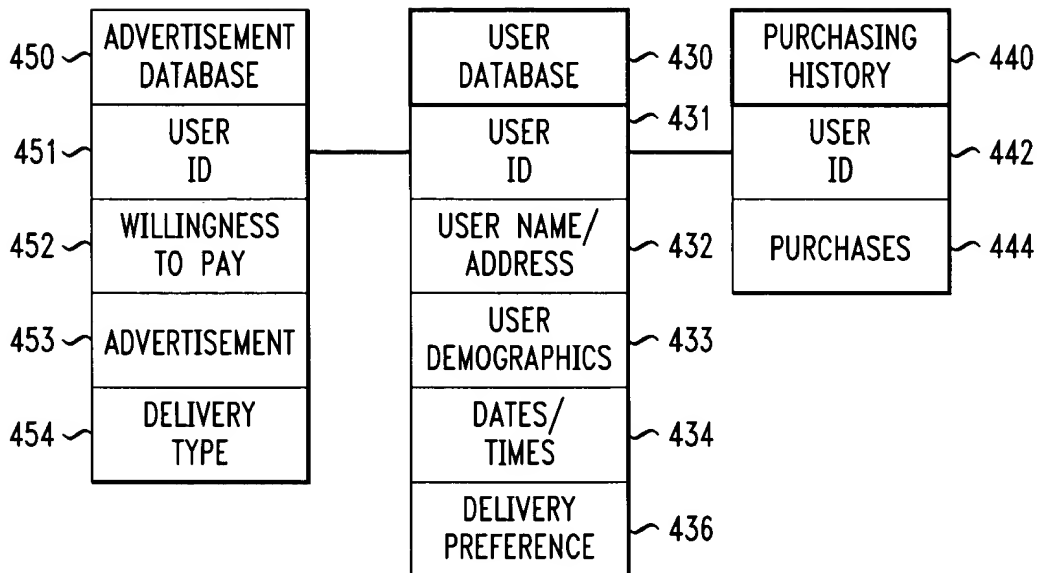 450
ADVERTISEMENT
DATABASE
451
USER
ID
452
WILLINGNESS
TO PAY
453
ADVERTISEMENT
454
DELIVERY
TYPE
USER
DATABASE
430
USER
ID
431
USER NAME/
ADDRESS
432
USER
DEMOGRAPHICS
433
DATES/
TIMES
434
DELIVERY
PREFERENCE
436
PURCHASING
HISTORY
440
USER
ID
442
PURCHASES
444